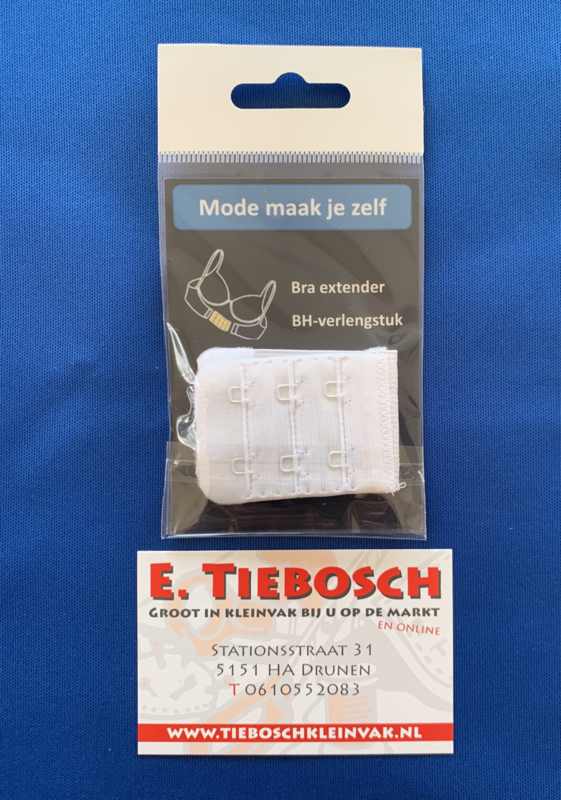 Mode maak je zelf
Bra extender
BH-verlengstuk
E. TIEBOSCH
GROOT IN KLEINVAK BIJ U OP DE MARKT
EN ONLINE
STATIONSSTRAAT 31
5151 HA DRUNEN
T 0610552083
WWW.TIEBOSCHKLEINVAK.NL